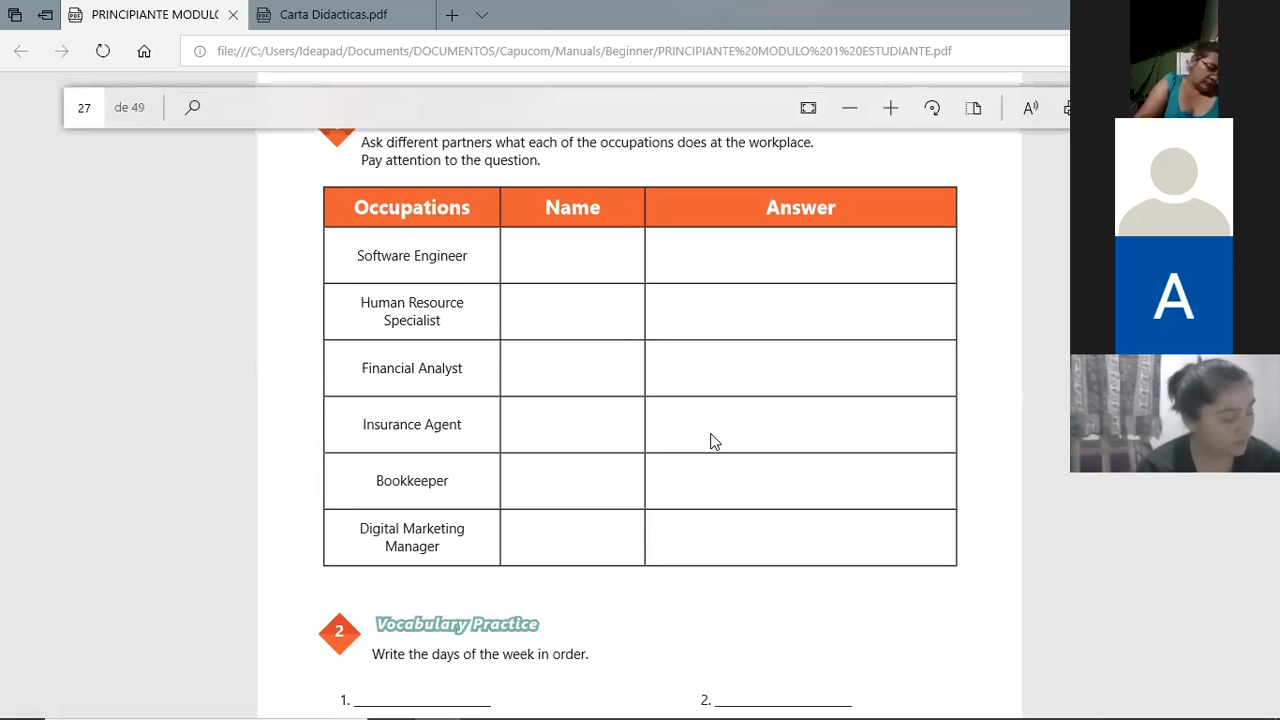 PRINCIPIANTE MODULO
Carta Didacticas.pdf
file:///C:/Users/Ideapad/Documents/DOCUMENTOS/Capucom/Manuals/Beginner/PRINCIPIANTE%20MODULO%201%20ESTUDIANTE.pdf
27 de 49
Ask different partners what each of the occupations does at the workplace.
Pay attention to the question.
Occupations Name Answer
Software Engineer
Human Resource
Specialist
Financial Analyst
Insurance Agent
Bookkeeper
Digital Marketing
Manager
2 Vocabulary Practice
Write the days of the week in order.
1. 2.
A